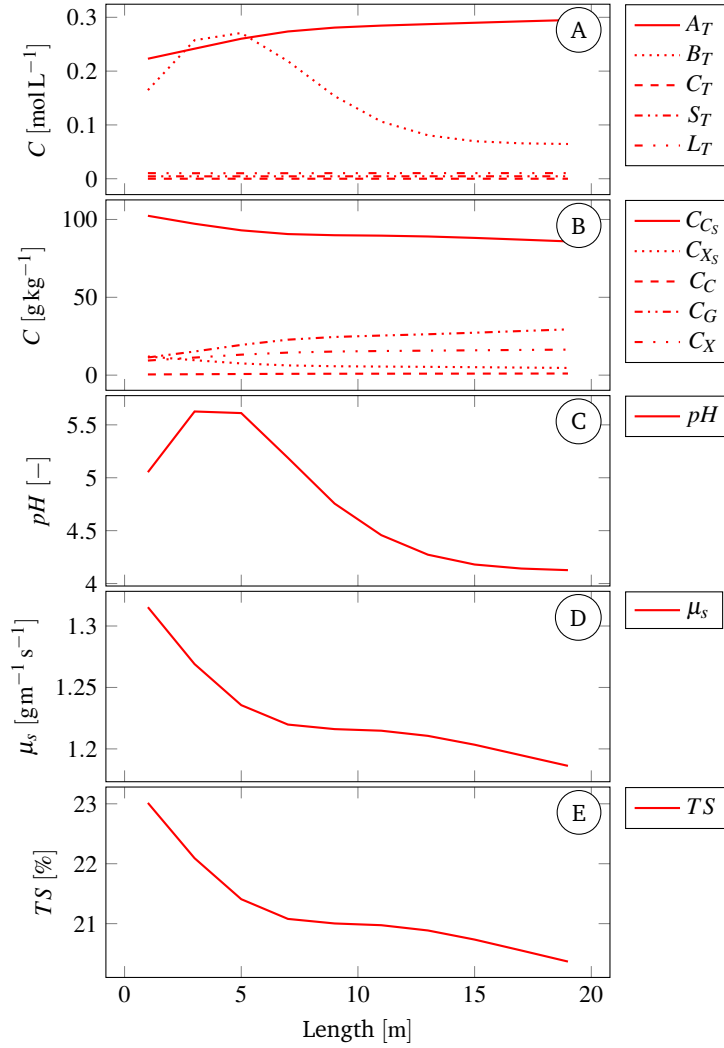 0.3
0.2
0.1
0
C [mol L⁻¹]
A
A_T
B_T
C_T
S_T
L_T
100
50
0
C [g kg⁻¹]
B
C_{C_S}
C_{X_S}
C_C
C_G
C_X
5.5
5
4.5
4
pH [−]
C
pH
1.3
1.25
1.2
μ_s [g m⁻¹ s⁻¹]
D
μ_s
23
22
21
TS [%]
E
TS
0 5 10 15 20
Length [m]